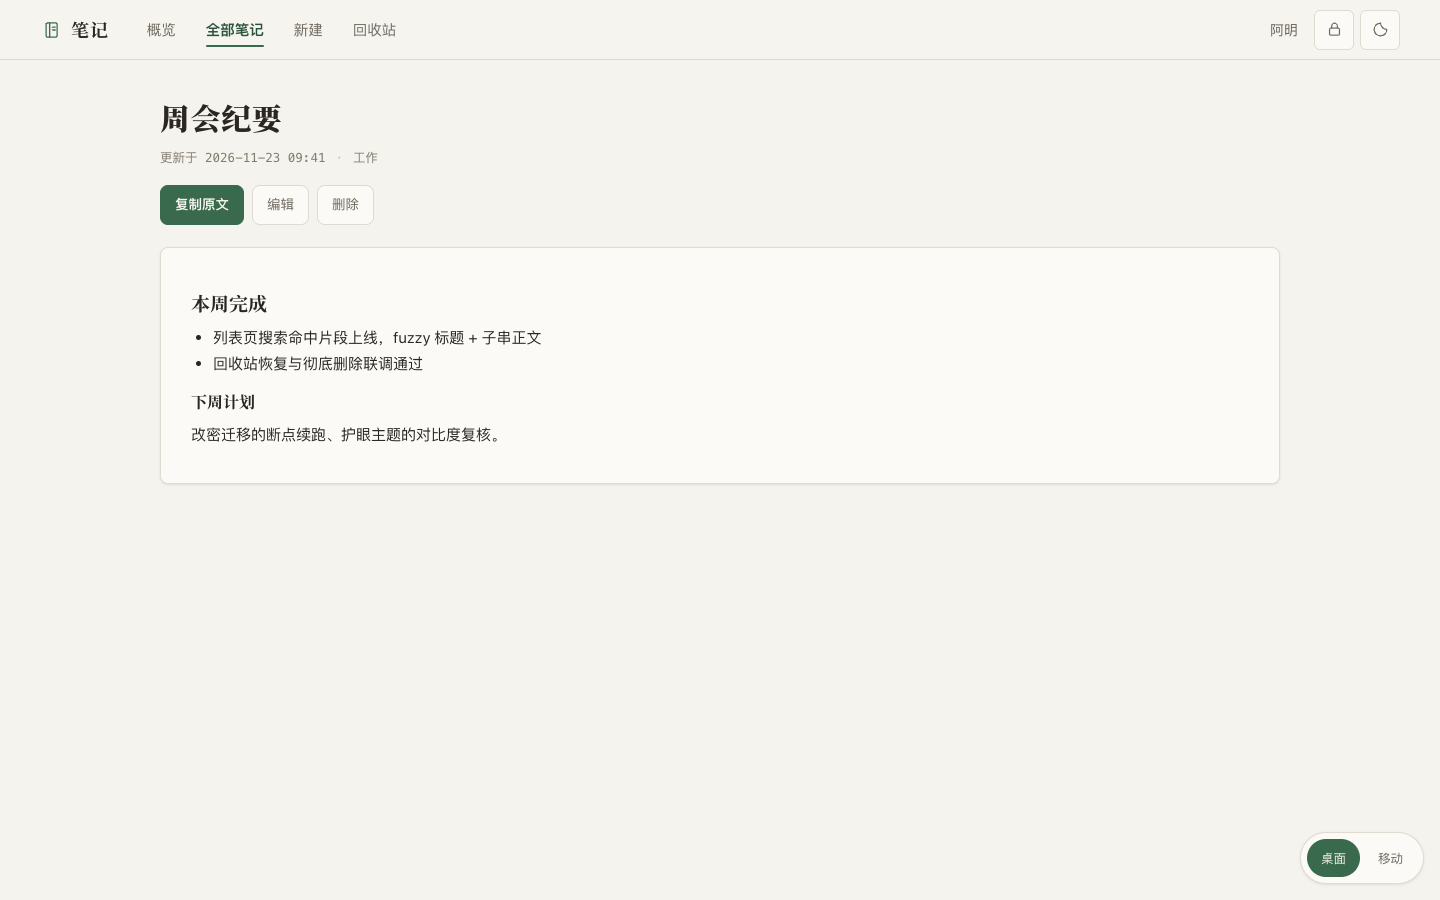 笔记
概览
全部笔记
新建
回收站
阿明
周会纪要
更新于 2026-11-23 09:41 · 工作
复制原文
编辑
删除
本周完成
• 列表页搜索命中片段上线，fuzzy 标题 + 子串正文
• 回收站恢复与彻底删除联调通过
下周计划
改密迁移的断点续跑、护眼主题的对比度复核。
桌面
移动